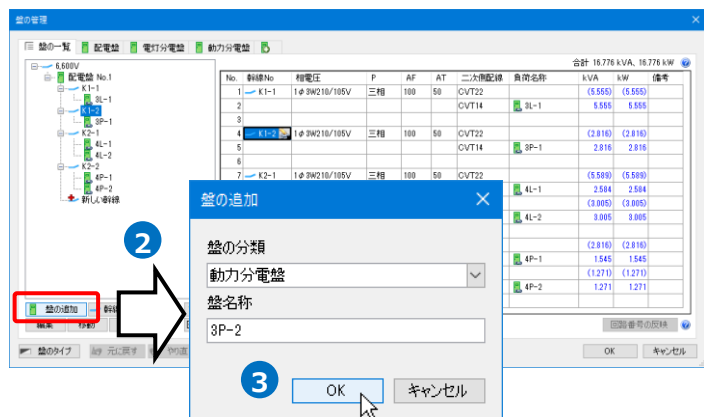 盤の管理
盤の一覧 配電盤 電灯分電盤 動力分電盤
合計 16.776 kVA, 16.776 kW
6,600V
配電盤 No.1
K1-1
3L-1
K1-2
3P-1
K2-1
4L-1
4L-2
K2-2
4P-1
4P-2
新しい幹線
No. 幹線No 相電圧 P AF AT 二次側配線 負荷名称 kVA kW 備考
1 K1-1 1φ3W210/105V 三相 100 50 CVT22 (5.555) (5.555)
2 CVT14 3L-1 5.555 5.555
3
4 K1-2 1φ3W210/105V 三相 100 50 CVT22 (2.816) (2.816)
5 CVT14 3P-1 2.816 2.816
6
7 K2-1 1φ3W210/105V 三相 100 50 CVT22 (5.589) (5.589)
4L-1 2.584 2.584
(3.005) (3.005)
4L-2 3.005 3.005
(2.816) (2.816)
4P-1 1.545 1.545
(1.271) (1.271)
4P-2 1.271 1.271
盤の追加
盤の分類
動力分電盤
盤名称
3P-2
OK キャンセル
2
3
盤の追加
編集 移動
回路番号の反映
盤のタイプ 元に戻す
OK キャンセル